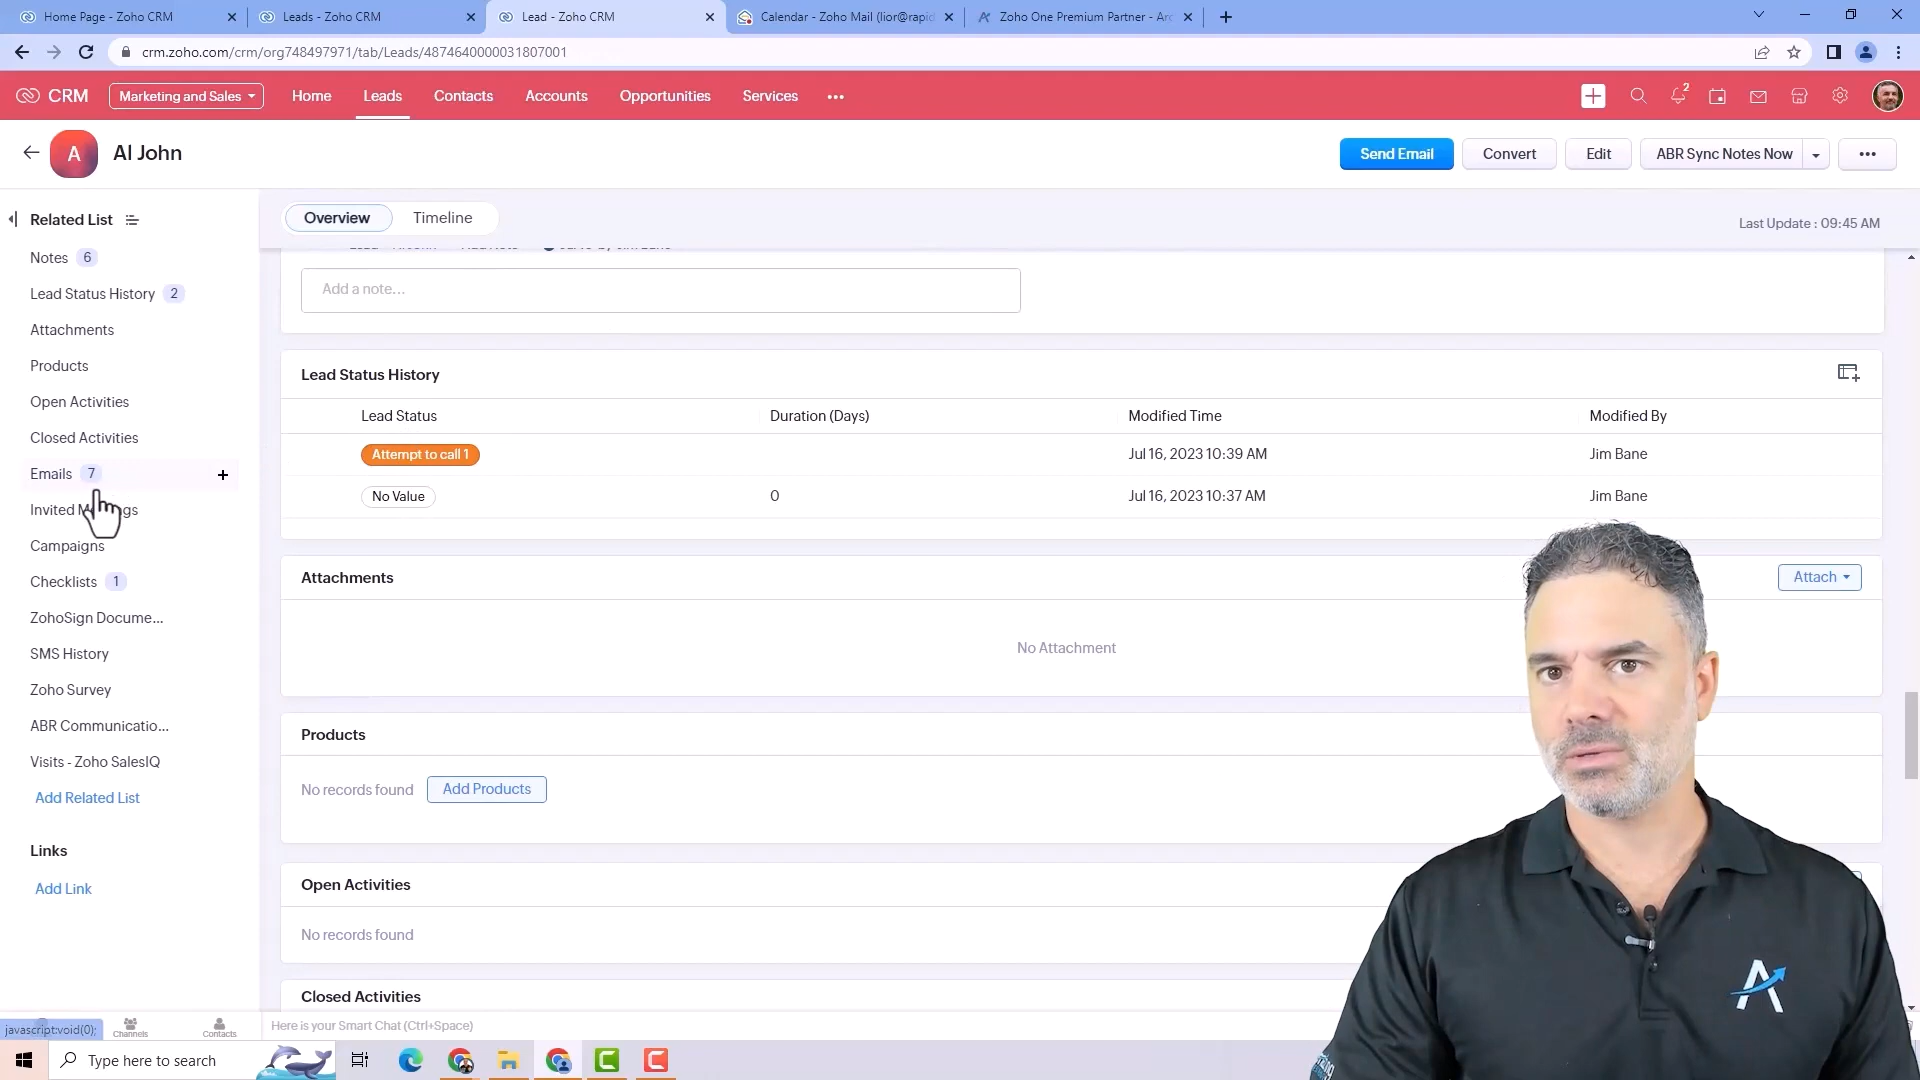 Home Page - Zoho CRM
Leads - Zoho CRM
Lead - Zoho CRM
Calendar - Zoho Mail (lior@rapid
Zoho One Premium Partner - Arc
crm.zoho.com/crm/org748497971/tab/Leads/4874640000031807001
CRM
Marketing and Sales
Home
Leads
Contacts
Accounts
Opportunities
Services
2
A
Al John
Send Email
Convert
Edit
ABR Sync Notes Now
Related List
Overview
Timeline
Last Update : 09:45 AM
Notes 6
Lead Status History 2
Attachments
Products
Open Activities
Closed Activities
Emails 7
Campaigns
Checklists 1
ZohoSign Docume...
SMS History
Zoho Survey
ABR Communicatio...
Visits - Zoho SalesIQ
Add Related List
Links
Add Link
Add a note...
Lead Status History
Lead Status
Duration (Days)
Modified Time
Modified By
Attempt to call 1
Jul 16, 2023 10:39 AM
Jim Bane
No Value
0
Jul 16, 2023 10:37 AM
Jim Bane
Attachments
Attach
No Attachment
Products
No records found
Add Products
Open Activities
No records found
Closed Activities
javascript:void(0);
Channels
Contacts
Here is your Smart Chat (Ctrl+Space)
Type here to search